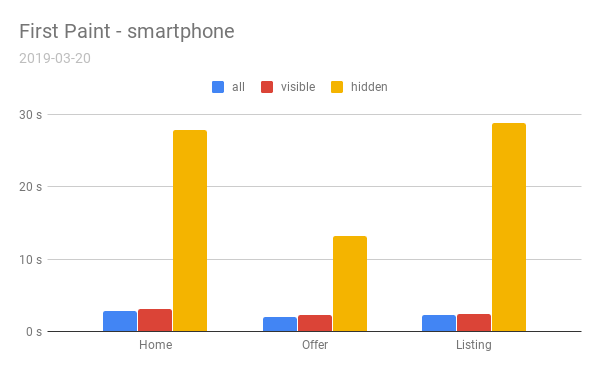 First Paint - smartphone
2019-03-20
all visible hidden
30 s
20 s
10 s
0 s
Home Offer Listing